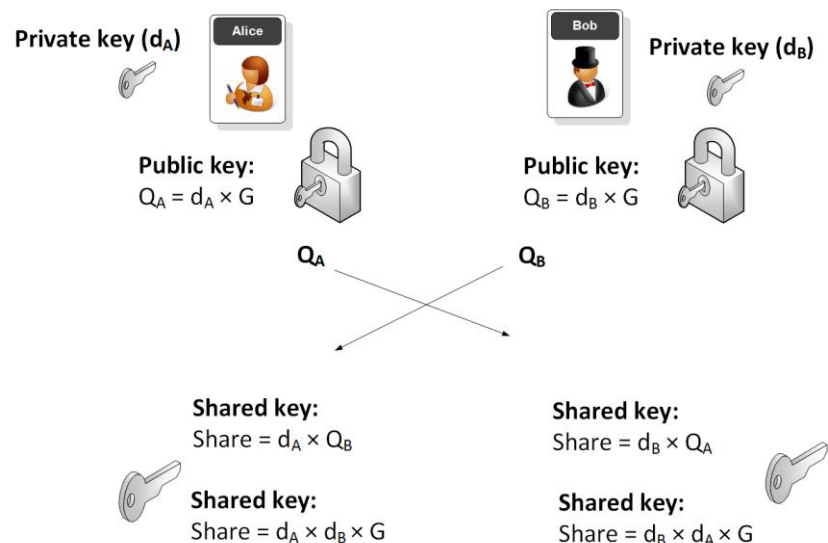 Private key (dA)
Alice
Bob
Private key (dB)
Public key:
QA = dA × G
Public key:
QB = dB × G
QA
QB
Shared key:
Share = dA × QB
Shared key:
Share = dB × QA
Shared key:
Share = dA × dB × G
Shared key:
Share = dB × dA × G